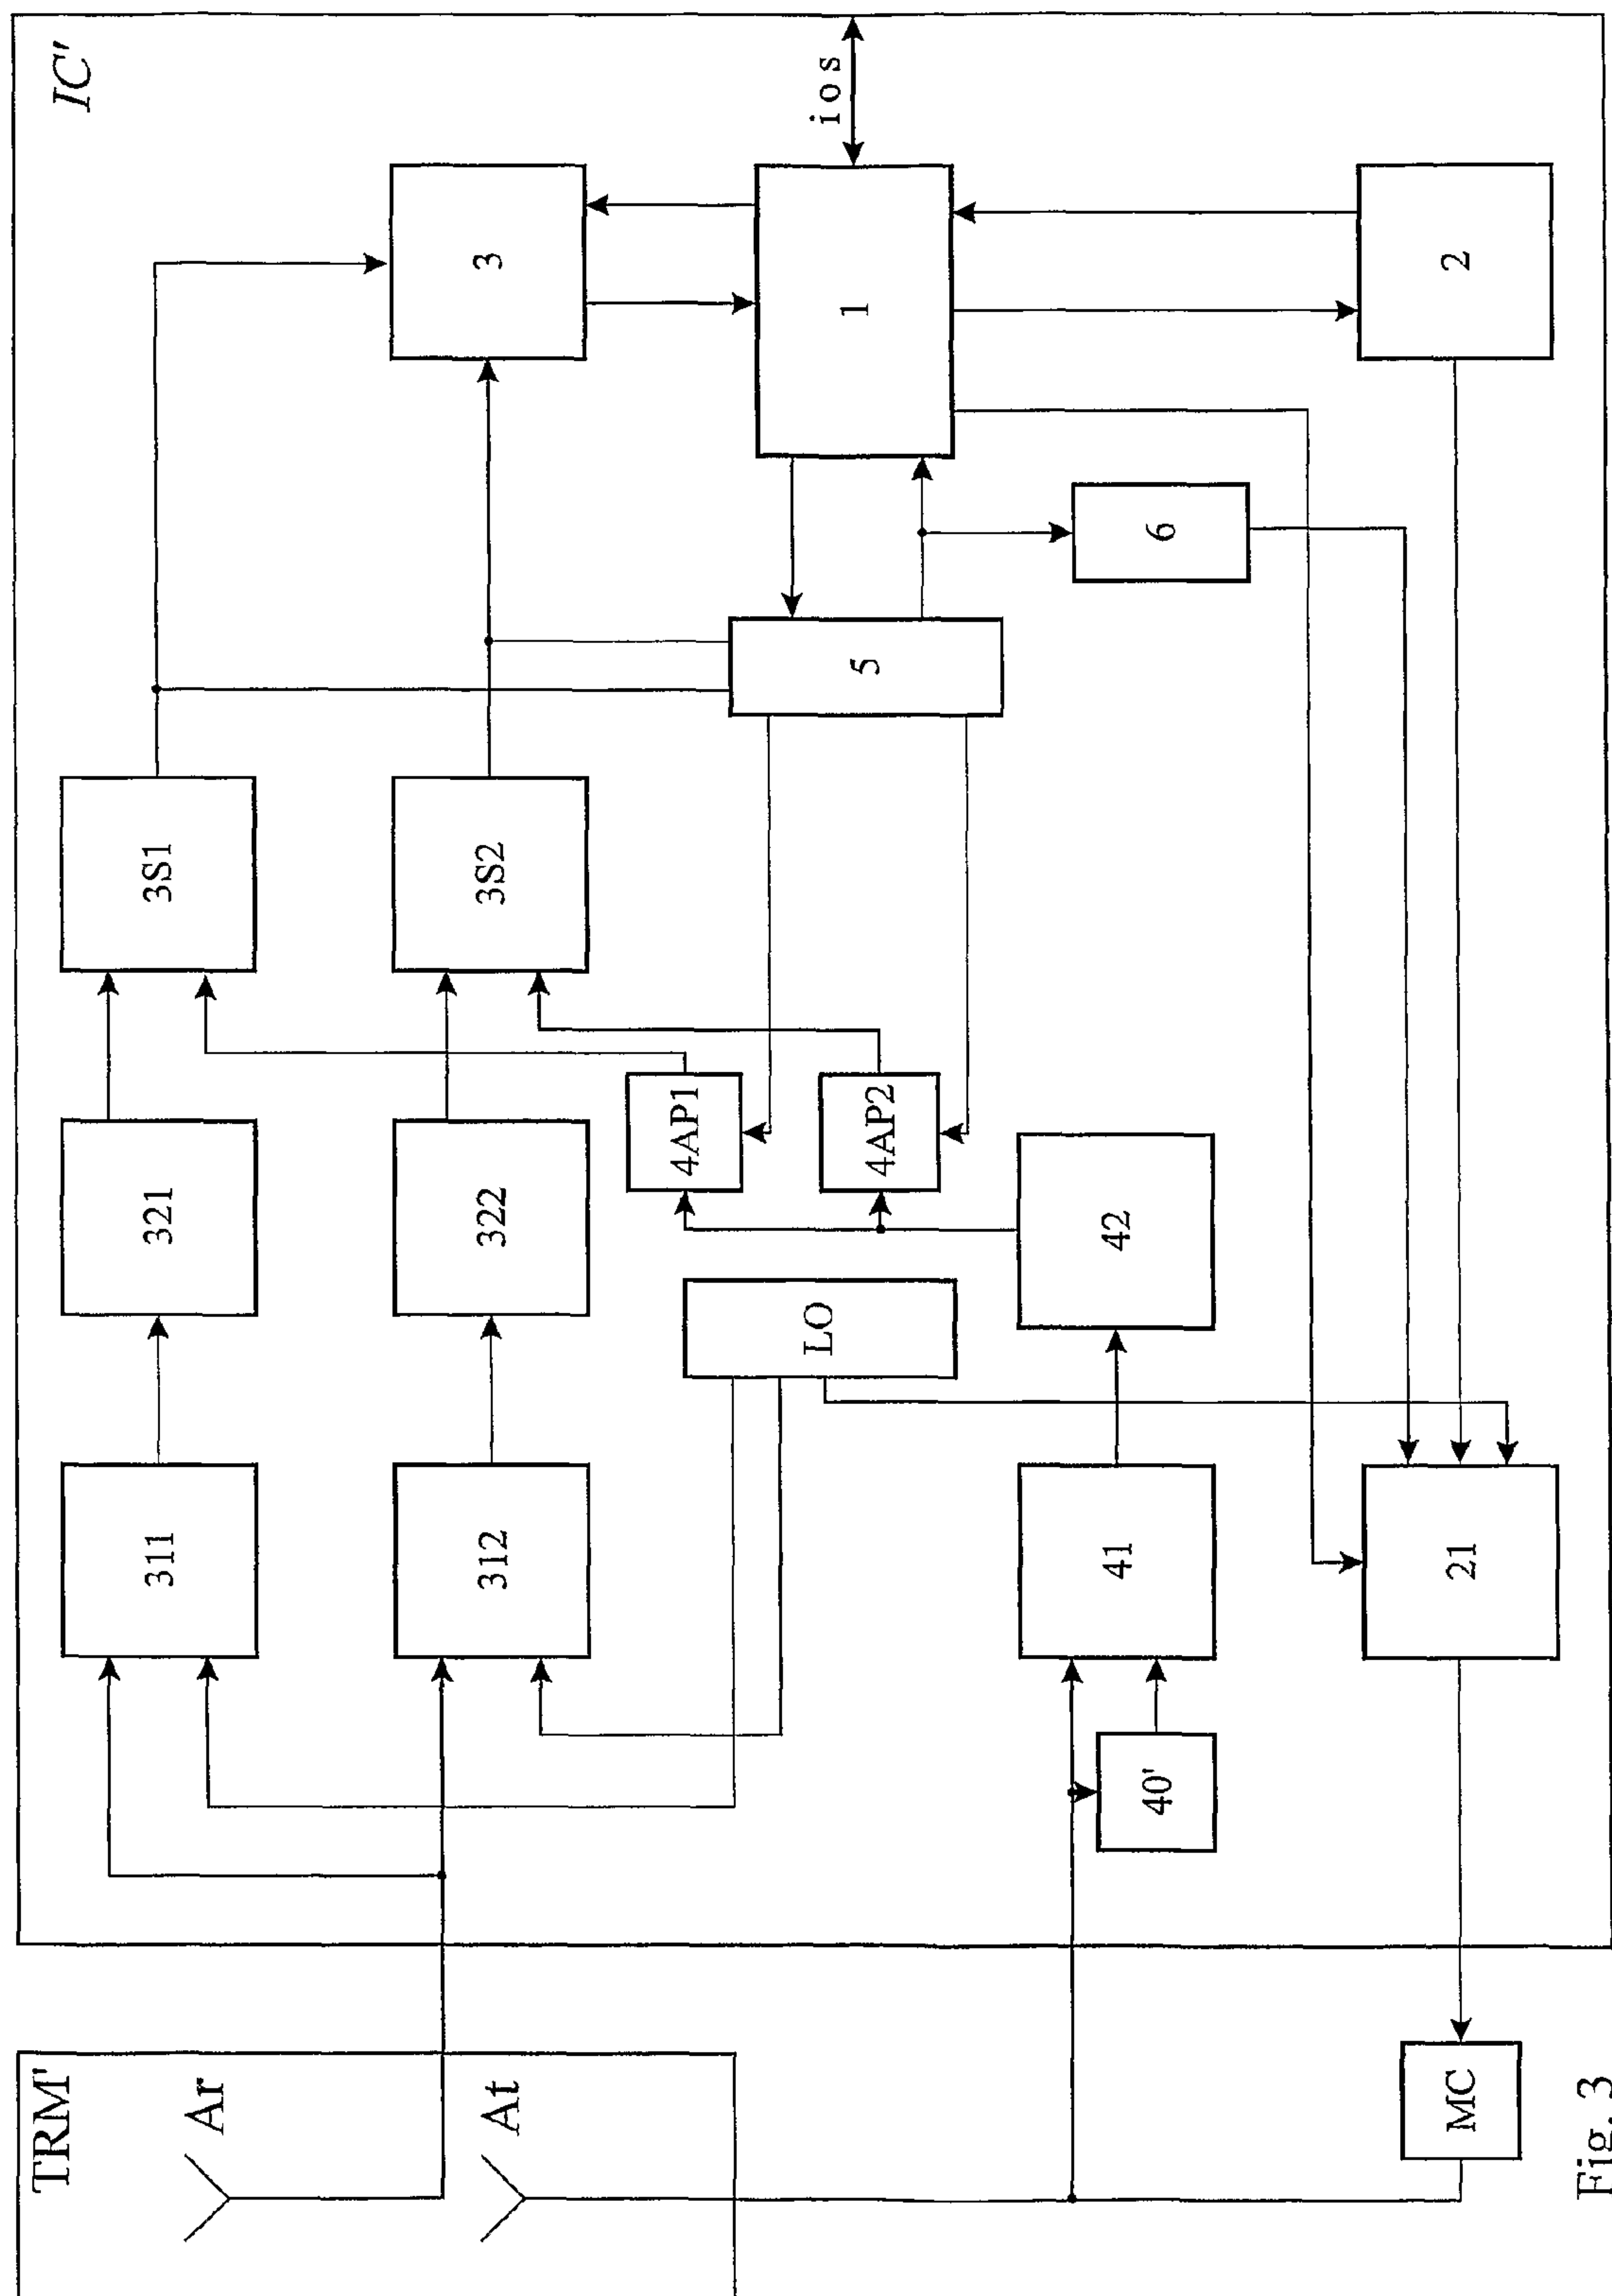 TRM'
Ar
At
MC
IC'
311
321
3S1
312
322
3S2
3
LO
4AP1
4AP2
5
1
i o s
40'
41
42
6
21
2
Fig. 3